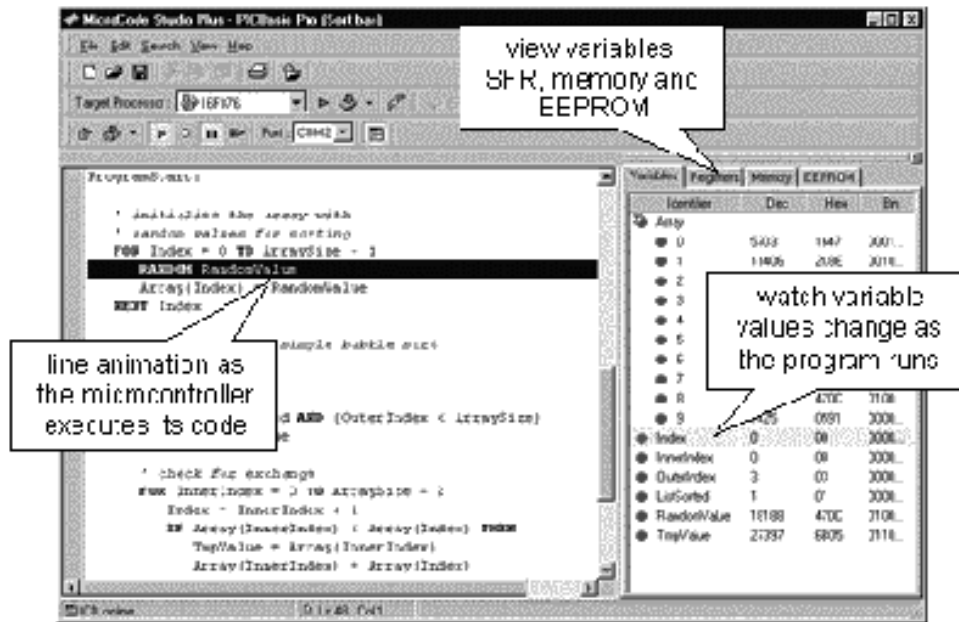 MicroCode Studio Plus - PICBasic Pro (Sort.bas)
File Edit Search View Help
Target Processor: 16F876
Port: COM2
view variables
SFR, memory and
EEPROM
Variables Registers Memory EEPROM
Identifier Dec Hex Bin
Array
0
1
2
3
4
5
6
7
8 470C
9
Index 0 00
InnerIndex 0 00
OuterIndex 3 03
ListSorted 1 01
RandomValue 18188 470C
TmpValue 27397
ProgramStart:
' initialise the array with
' random values for sorting
FOR Index = 0 TO ArraySize - 1
RANDOM RandomValue
Array(Index) = RandomValue
NEXT Index
simple bubble sort
AND (OuterIndex < ArraySize)
' check for exchange
FOR InnerIndex = 0 TO ArraySize - 2
Index = InnerIndex + 1
IF Array(InnerIndex) < Array(Index) THEN
TmpValue = Array(InnerIndex)
Array(InnerIndex) = Array(Index)
line animation as
the microcontroller
executes its code
watch variable
values change as
the program runs